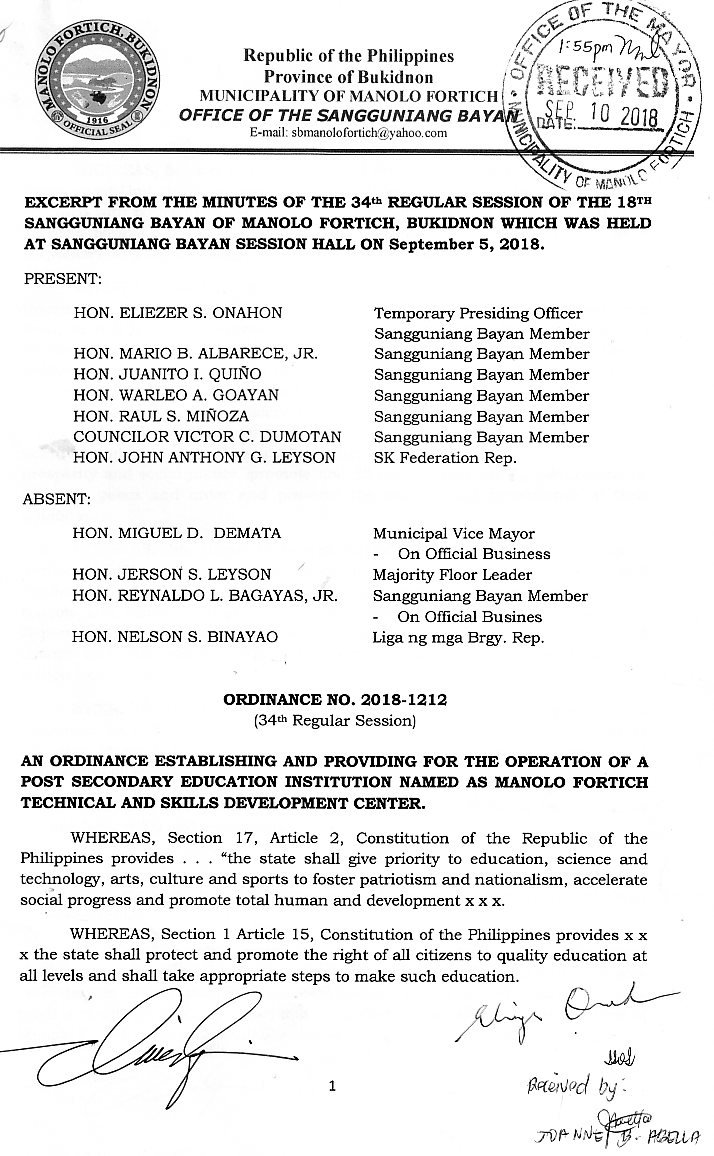 MANOLO FORTICH, BUKIDNON
1916
OFFICIAL SEAL
Republic of the Philippines
Province of Bukidnon
MUNICIPALITY OF MANOLO FORTICH
OFFICE OF THE SANGGUNIANG BAYAN
E-mail: sbmanolofortich@yahoo.com
OFFICE OF THE MAYOR
1:55pm
RECEIVED
DATE: SEP 10 2018
MUNICIPALITY OF MANOLO FORTICH
EXCERPT FROM THE MINUTES OF THE 34th REGULAR SESSION OF THE 18TH
SANGGUNIANG BAYAN OF MANOLO FORTICH, BUKIDNON WHICH WAS HELD
AT SANGGUNIANG BAYAN SESSION HALL ON September 5, 2018.
PRESENT:
HON. ELIEZER S. ONAHON Temporary Presiding Officer
Sangguniang Bayan Member
HON. MARIO B. ALBARECE, JR. Sangguniang Bayan Member
HON. JUANITO I. QUIÑO Sangguniang Bayan Member
HON. WARLEO A. GOAYAN Sangguniang Bayan Member
HON. RAUL S. MIÑOZA Sangguniang Bayan Member
COUNCILOR VICTOR C. DUMOTAN Sangguniang Bayan Member
HON. JOHN ANTHONY G. LEYSON SK Federation Rep.
ABSENT:
HON. MIGUEL D. DEMATA Municipal Vice Mayor
- On Official Business
HON. JERSON S. LEYSON Majority Floor Leader
HON. REYNALDO L. BAGAYAS, JR. Sangguniang Bayan Member
- On Official Busines
HON. NELSON S. BINAYAO Liga ng mga Brgy. Rep.
ORDINANCE NO. 2018-1212
(34th Regular Session)
AN ORDINANCE ESTABLISHING AND PROVIDING FOR THE OPERATION OF A
POST SECONDARY EDUCATION INSTITUTION NAMED AS MANOLO FORTICH
TECHNICAL AND SKILLS DEVELOPMENT CENTER.
WHEREAS, Section 17, Article 2, Constitution of the Republic of the
Philippines provides . . . “the state shall give priority to education, science and
technology, arts, culture and sports to foster patriotism and nationalism, accelerate
social progress and promote total human and development x x x.
WHEREAS, Section 1 Article 15, Constitution of the Philippines provides x x
x the state shall protect and promote the right of all citizens to quality education at
all levels and shall take appropriate steps to make such education.
1
Received by:
JOANNE B. ABELLA